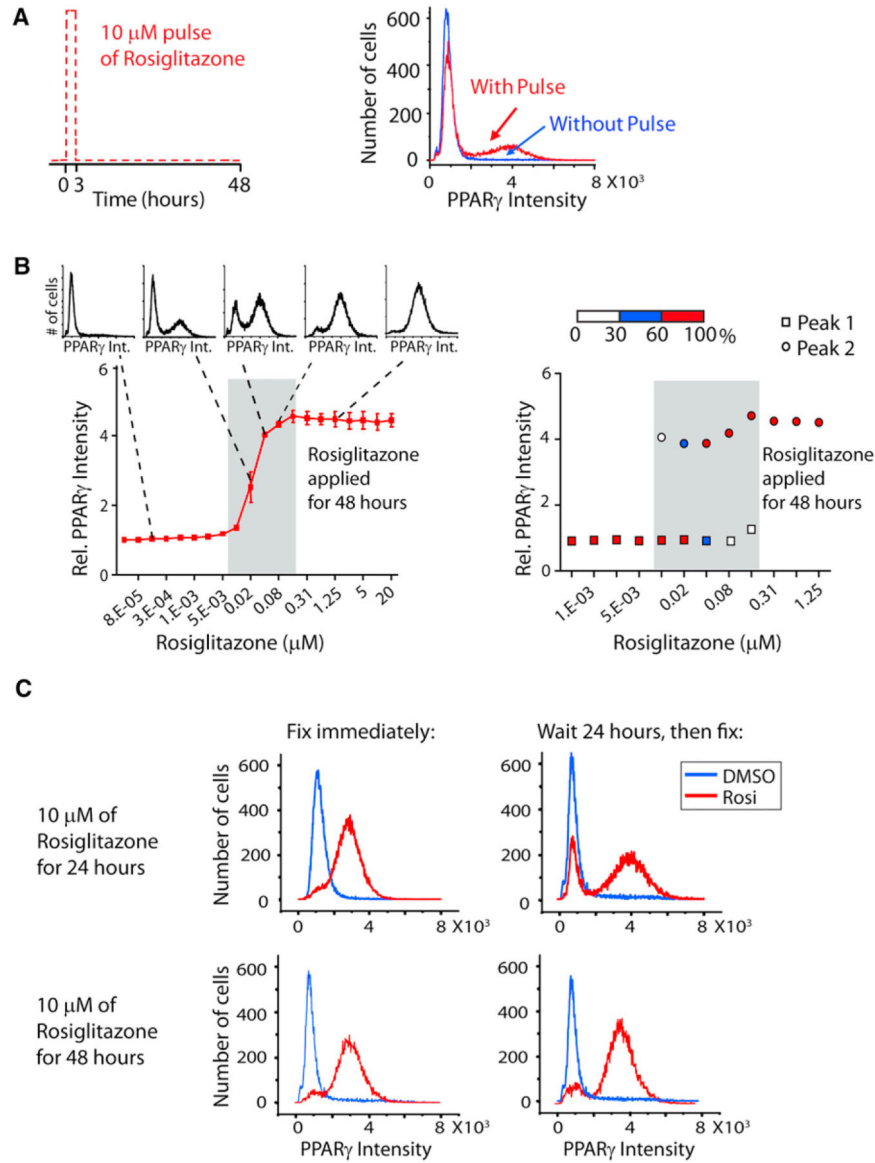 A
10 μM pulse
of Rosiglitazone
0 3
48
Time (hours)
Number of cells
600
400
200
0
With Pulse
Without Pulse
0
4
8 X10³
PPARγ Intensity
B
# of cells
PPARγ Int.
PPARγ Int.
PPARγ Int.
PPARγ Int.
PPARγ Int.
Rel. PPARγ Intensity
6
4
2
0
Rosiglitazone
applied
for 48 hours
8.E-05
3.E-04
1.E-03
5.E-03
0.02
0.08
0.31
1.25
5
20
Rosiglitazone (μM)
0 30 60 100%
Peak 1
Peak 2
Rel. PPARγ Intensity
6
4
2
0
Rosiglitazone
applied
for 48 hours
1.E-03
5.E-03
0.02
0.08
0.31
1.25
Rosiglitazone (μM)
C
Fix immediately:
Wait 24 hours, then fix:
10 μM of
Rosiglitazone
for 24 hours
Number of cells
600
400
200
0
0
4
8 X10³
600
400
200
0
DMSO
Rosi
0
4
8 X10³
10 μM of
Rosiglitazone
for 48 hours
Number of cells
600
400
200
0
0
4
8 X10³
PPARγ Intensity
600
400
200
0
0
4
8 X10³
PPARγ Intensity